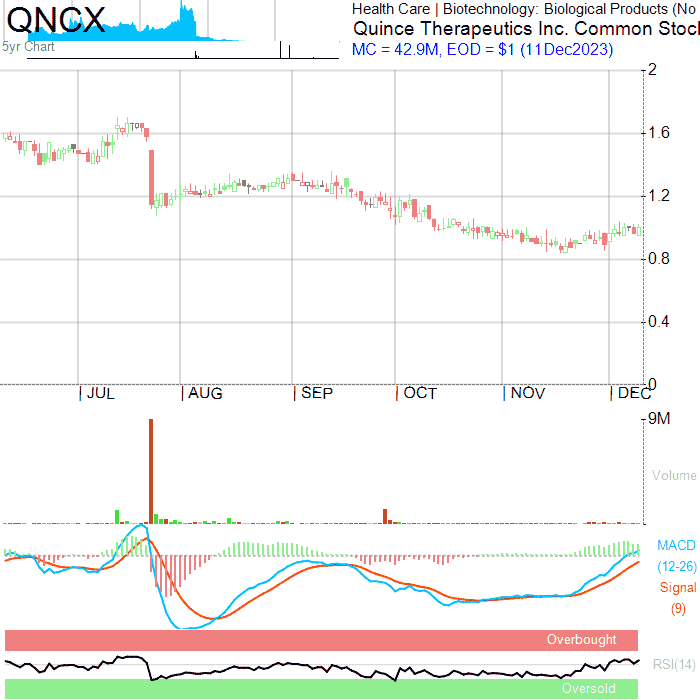 QNCX
5yr Chart
Health Care | Biotechnology: Biological Products (No
Quince Therapeutics Inc. Common Stoc
MC = 42.9M, EOD = $1 (11Dec2023)
2
1.6
1.2
0.8
0.4
0
JUL AUG SEP OCT NOV DEC
9M
Volume
MACD
(12-26)
Signal
(9)
Overbought
RSI(14)
Oversold